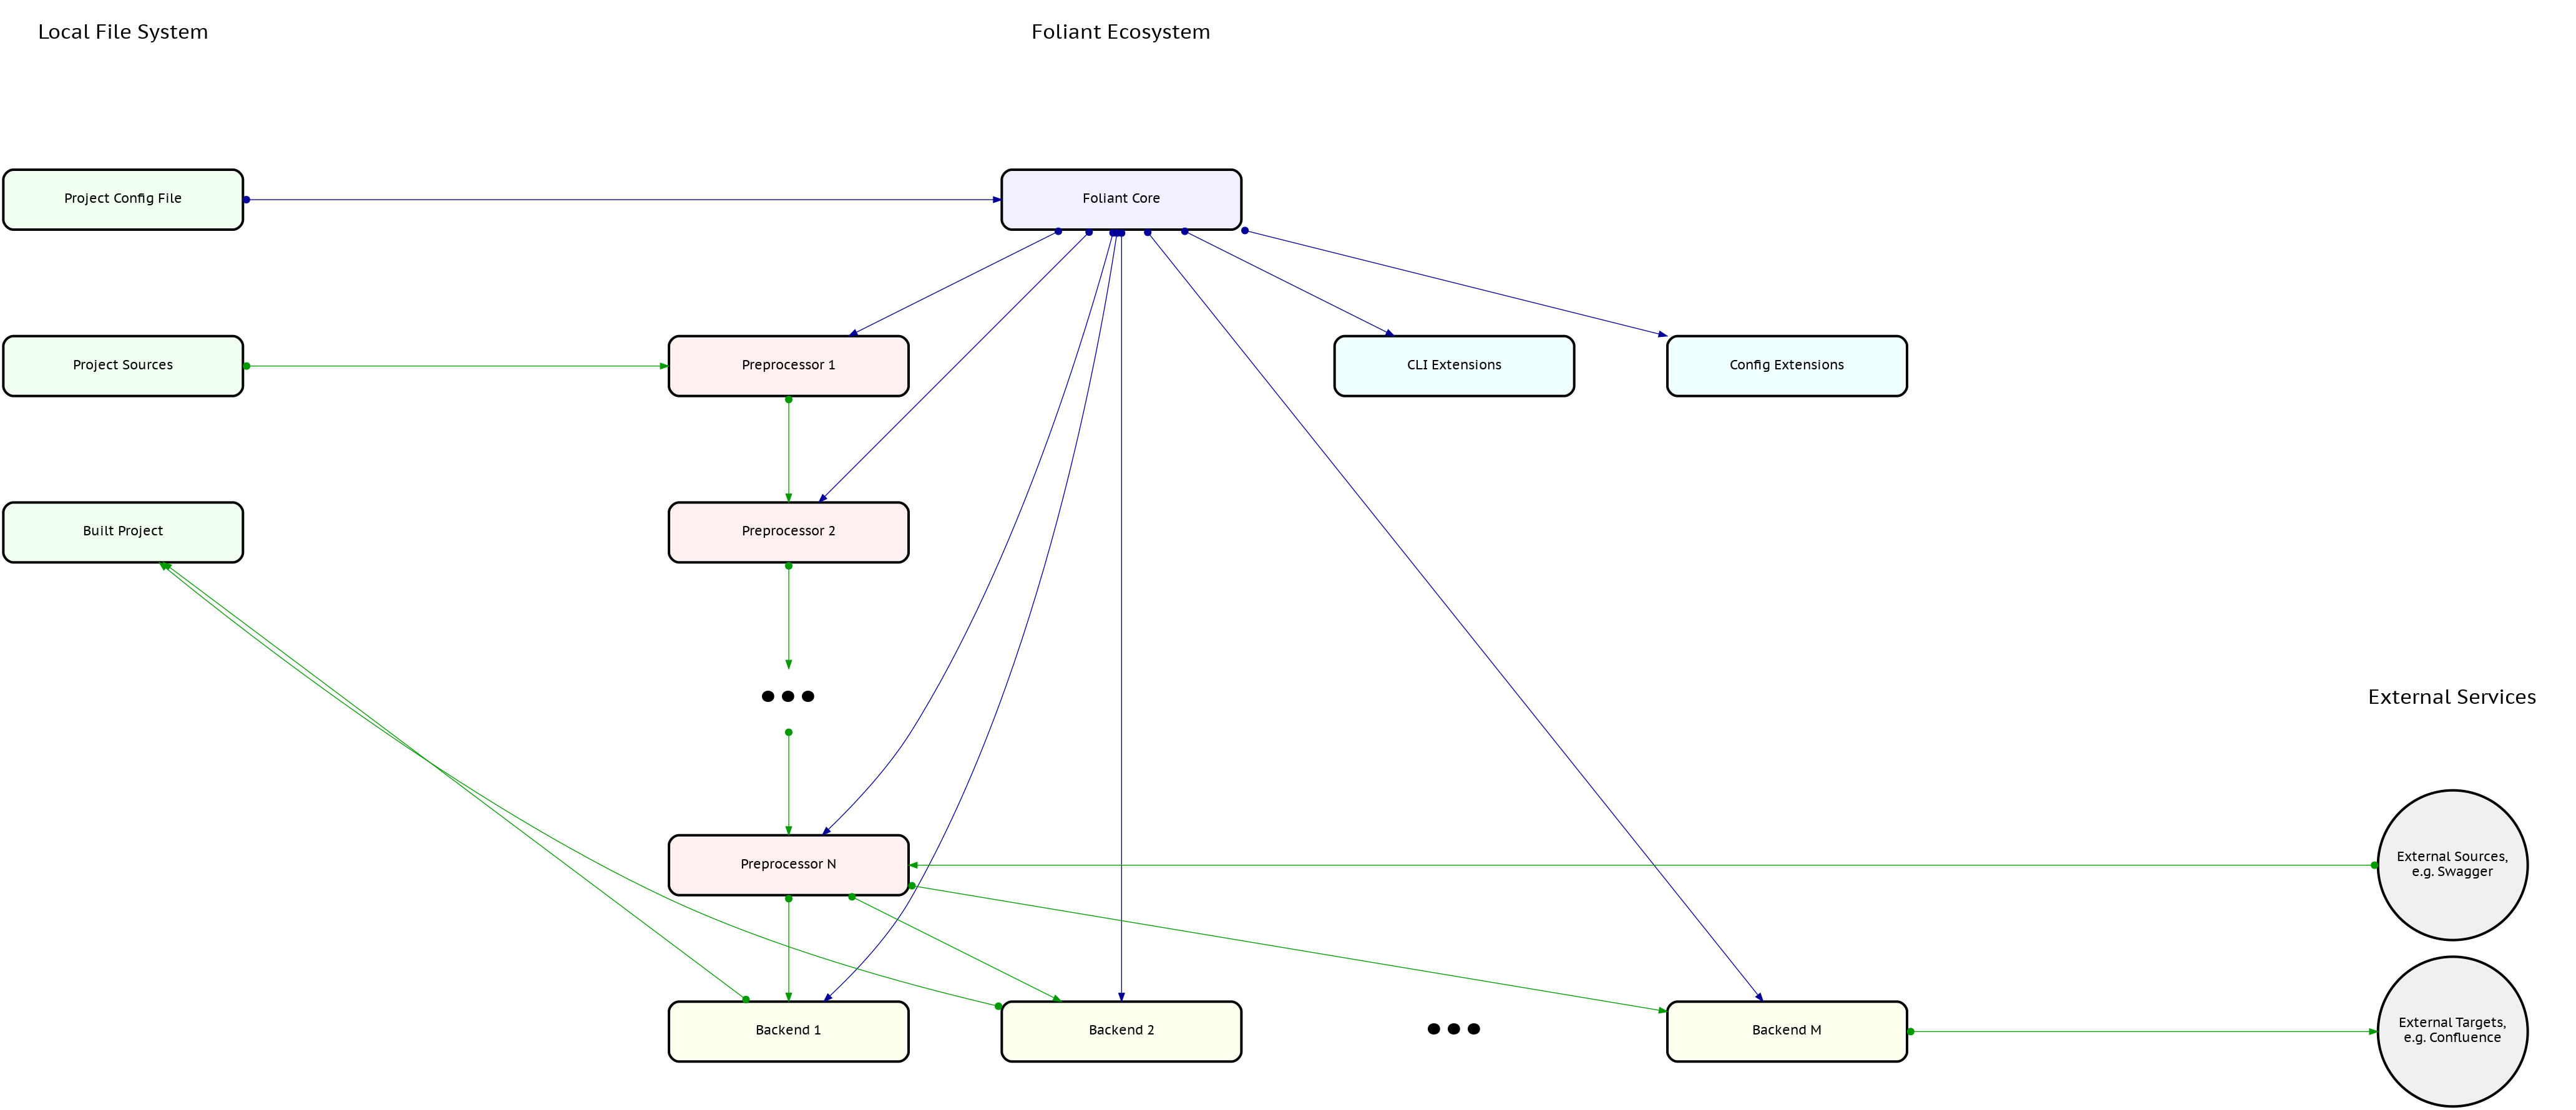 Local File System
Foliant Ecosystem
Project Config FIle
Foliant Core
Project Sources
Preprocessor 1
CLI Extensions
Config Extensions
Built Project
Preprocessor 2
•••
External Services
Preprocessor N
External Sources,
e.g. Swagger
Backend 1
Backend 2
•••
Backend M
External Targets,
e.g. Confluence